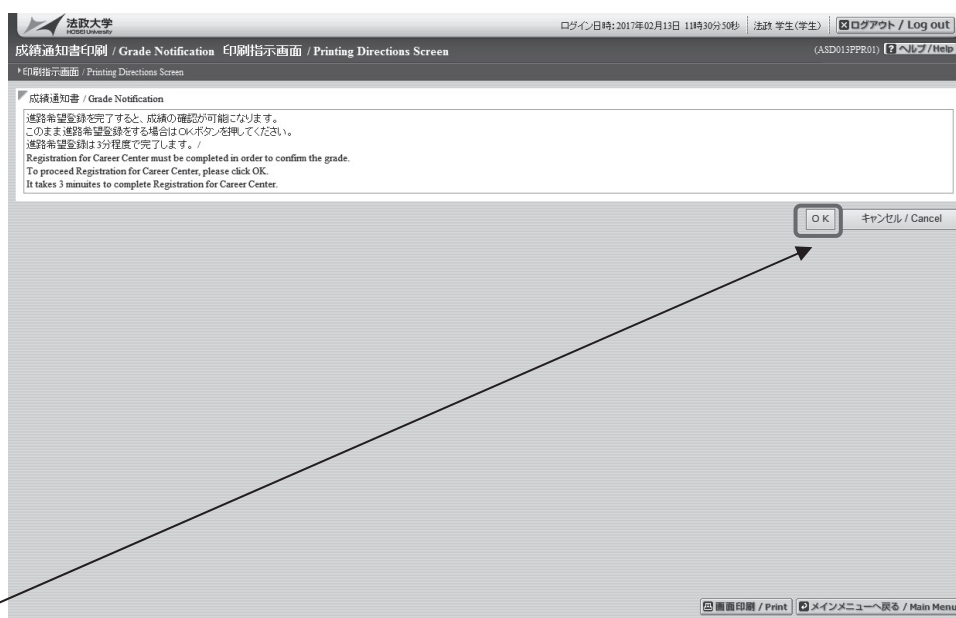 法政大学
HOSEI University
ログイン日時:2017年02月13日 11時30分50秒 法政 学生(学生) ログアウト / Log out
成績通知書印刷 / Grade Notification 印刷指示画面 / Printing Directions Screen (ASD013PPR01) ? ヘルプ/Help
印刷指示画面 / Printing Directions Screen
成績通知書 / Grade Notification
進路希望登録を完了すると、成績の確認が可能になります。
このまま進路希望登録をする場合はOKボタンを押してください。
進路希望登録は3分程度で完了します。/
Registration for Career Center must be completed in order to confirm the grade.
To proceed Registration for Career Center, please click OK.
It takes 3 minuites to complete Registration for Career Center.
OK キャンセル / Cancel
画面印刷 / Print メインメニューへ戻る / Main Menu